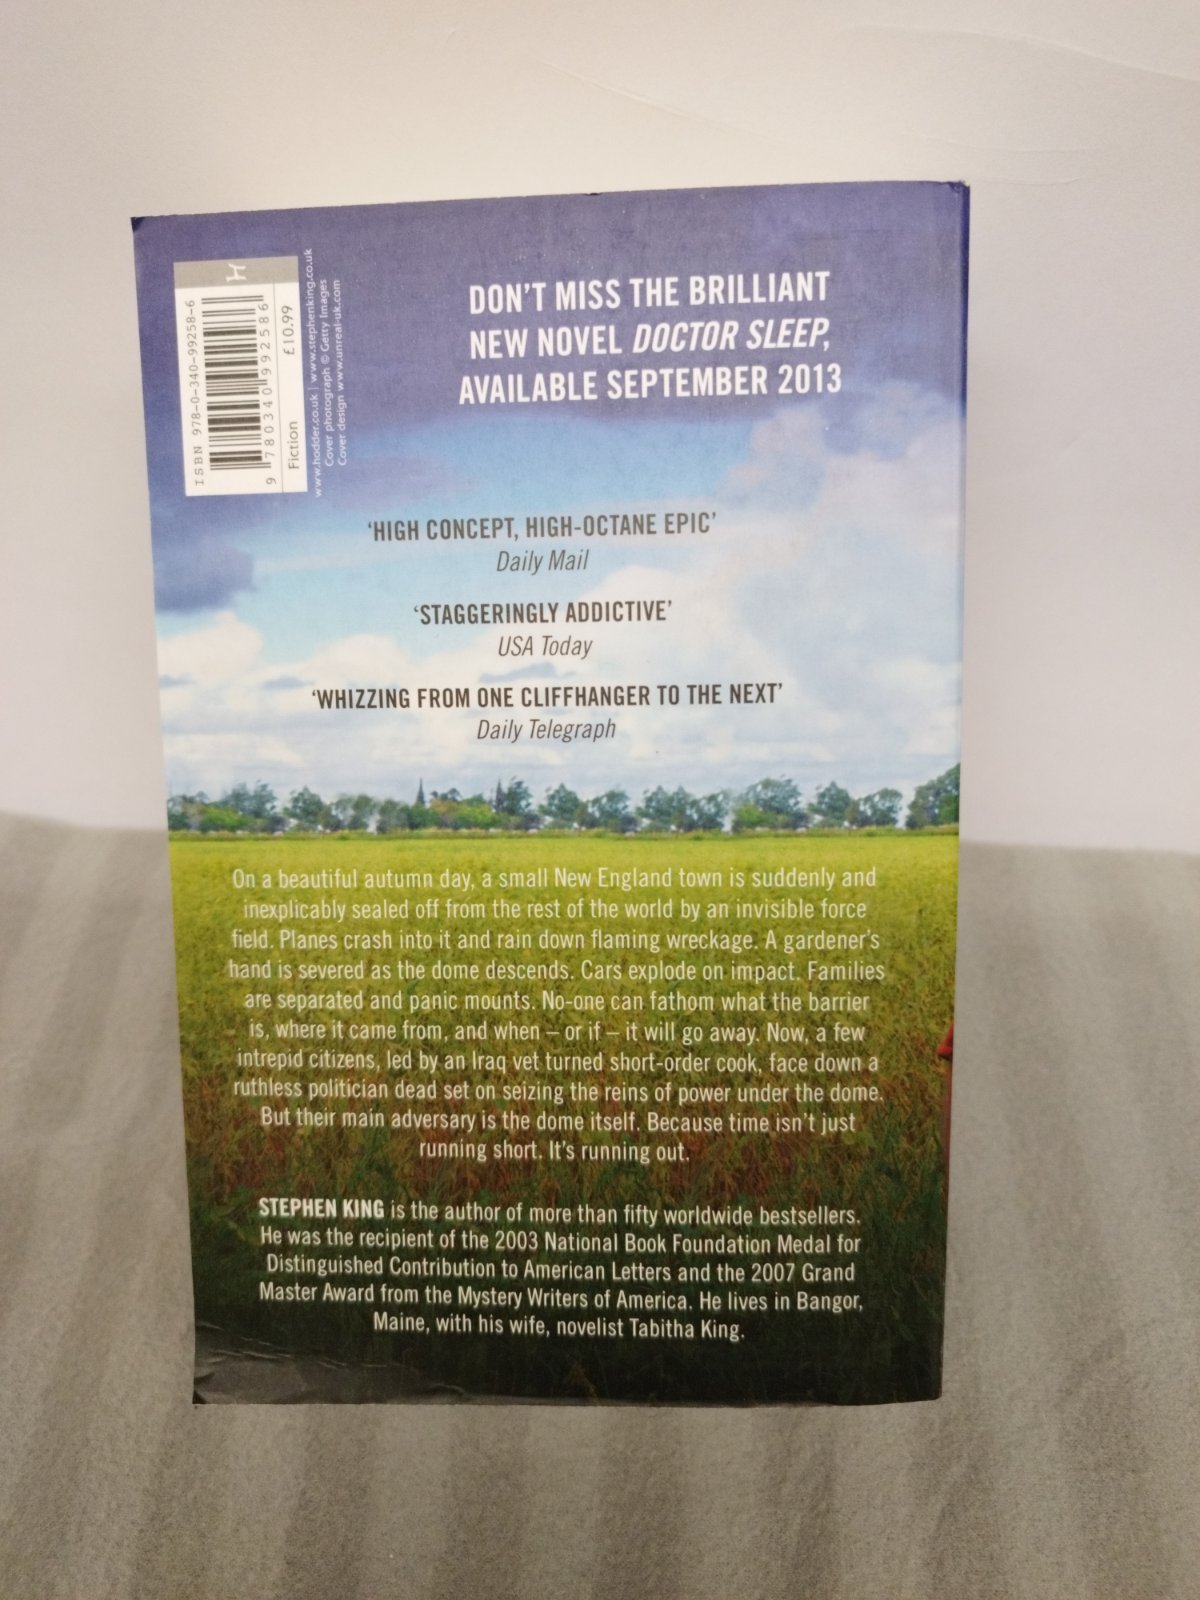 DON'T MISS THE BRILLIANT
NEW NOVEL DOCTOR SLEEP,
AVAILABLE SEPTEMBER 2013
ISBN 978-0-340-99258-6
9 780340 992586
Fiction £10.99
www.hodder.co.uk | www.stephenking.co.uk
Cover photograph © Getty Images
Cover design www.unreal-uk.com
'HIGH CONCEPT, HIGH-OCTANE EPIC'
Daily Mail
'STAGGERINGLY ADDICTIVE'
USA Today
'WHIZZING FROM ONE CLIFFHANGER TO THE NEXT'
Daily Telegraph
On a beautiful autumn day, a small New England town is suddenly and
inexplicably sealed off from the rest of the world by an invisible force
field. Planes crash into it and rain down flaming wreckage. A gardener's
hand is severed as the dome descends. Cars explode on impact. Families
are separated and panic mounts. No-one can fathom what the barrier
is, where it came from, and when – or if – it will go away. Now, a few
intrepid citizens, led by an Iraq vet turned short-order cook, face down a
ruthless politician dead set on seizing the reins of power under the dome.
But their main adversary is the dome itself. Because time isn't just
running short. It's running out.
STEPHEN KING is the author of more than fifty worldwide bestsellers.
He was the recipient of the 2003 National Book Foundation Medal for
Distinguished Contribution to American Letters and the 2007 Grand
Master Award from the Mystery Writers of America. He lives in Bangor,
Maine, with his wife, novelist Tabitha King.